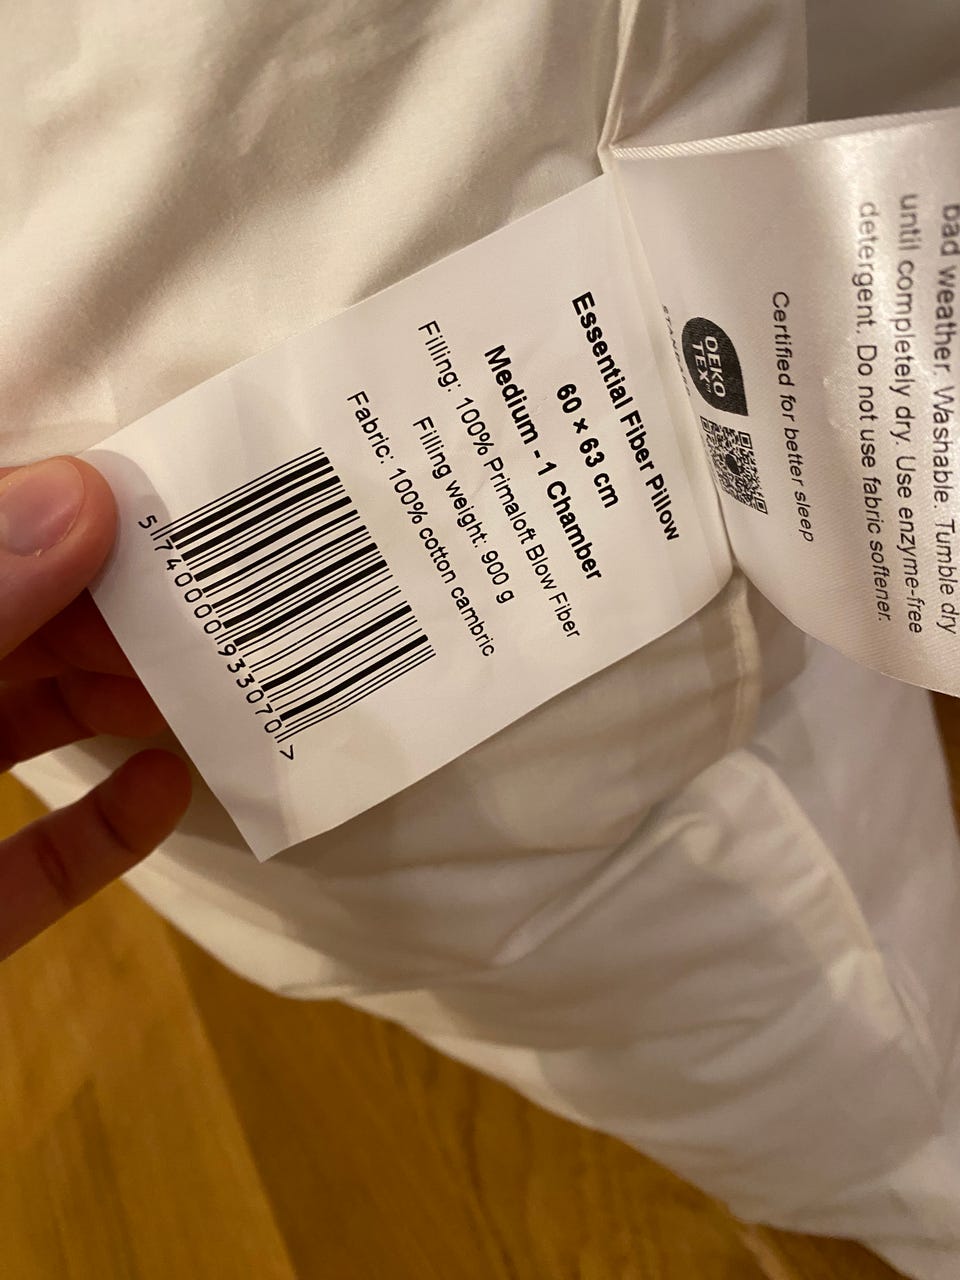 Essential Fiber Pillow
60 x 63 cm
Medium - 1 Chamber
Filling: 100% Primaloft Blow Fiber
Filling weight: 900 g
Fabric: 100% cotton cambric
5 740000 933070 >
bad weather. Washable. Tumble dry
until completely dry. Use enzyme-free
detergent. Do not use fabric softener.
Certified for better sleep
OEKO
TEX